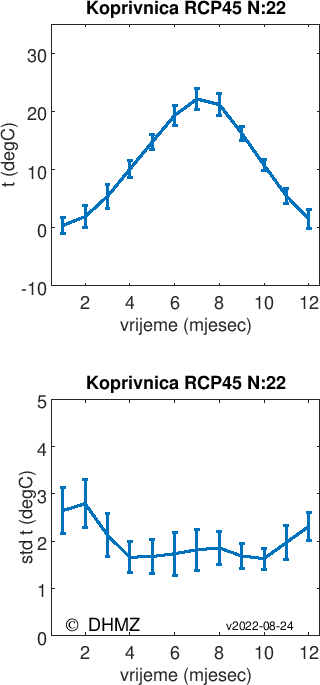 Koprivnica RCP45 N:22
30
20
10
0
-10
t (degC)
2 4 6 8 10 12
vrijeme (mjesec)
Koprivnica RCP45 N:22
5
4
3
2
1
0
std t (degC)
© DHMZ v2022-08-24
2 4 6 8 10 12
vrijeme (mjesec)